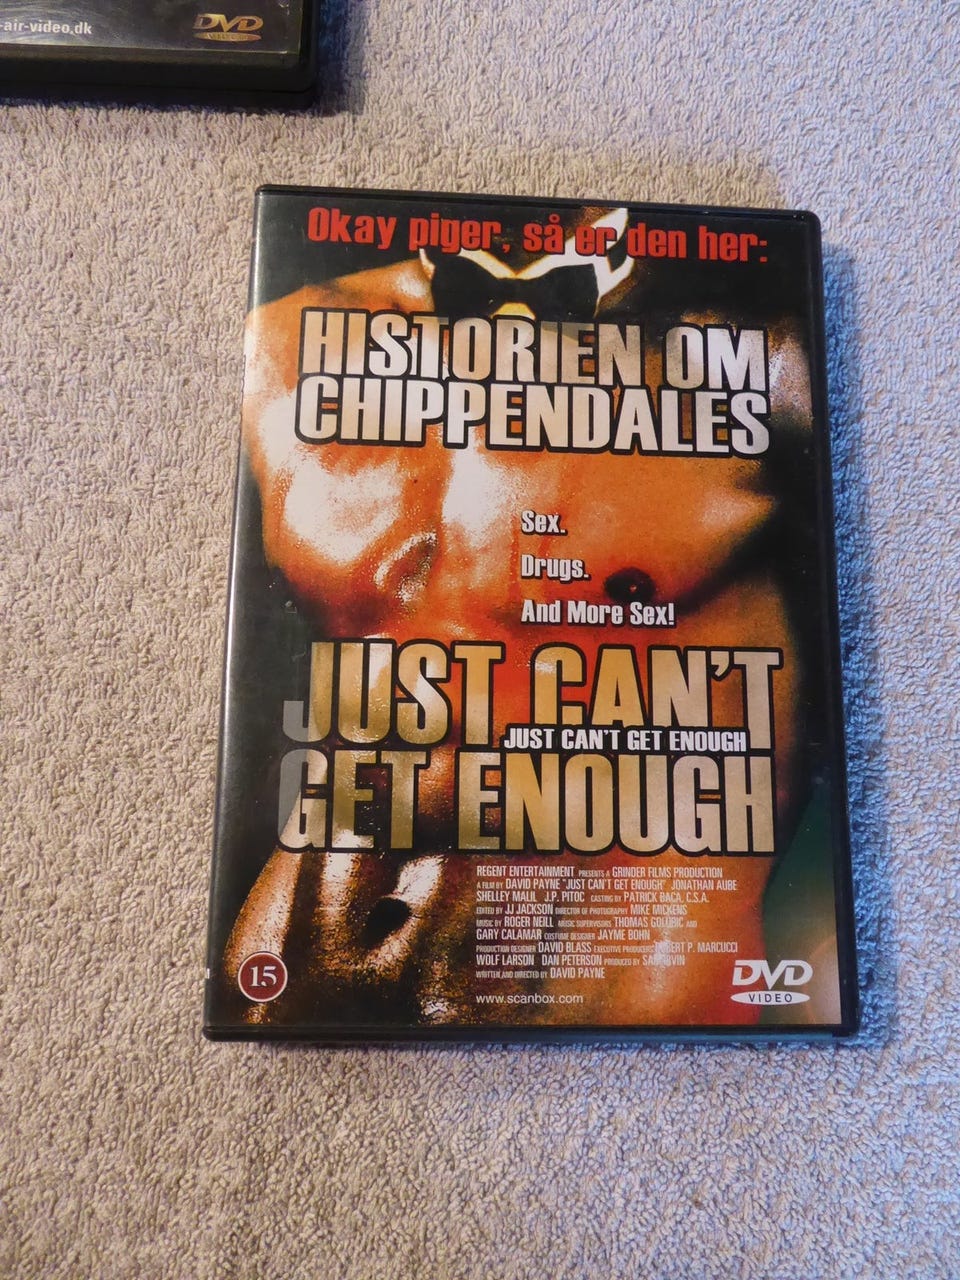 -air-video.dk
DVD
VIDEO
Okay piger, så er den her:
HISTORIEN OM
CHIPPENDALES
Sex.
Drugs.
And More Sex!
JUST CAN'T
JUST CAN'T GET ENOUGH
GET ENOUGH
REGENT ENTERTAINMENT PRESENTS A GRINDER FILMS PRODUCTION
A FILM BY DAVID PAYNE "JUST CAN'T GET ENOUGH" JONATHAN AUBE
SHELLEY MALIL J.P. PITOC CASTING BY PATRICK BACA, C.S.A.
EDITED BY JJ JACKSON DIRECTOR OF PHOTOGRAPHY MIKE MICKENS
MUSIC BY ROGER NEILL MUSIC SUPERVISORS THOMAS GOLUBIC AND
GARY CALAMAR COSTUME DESIGNER JAYME BOHN
PRODUCTION DESIGNER DAVID BLASS EXECUTIVE PRODUCERS ROBERT P. MARCUCCI
WOLF LARSON DAN PETERSON PRODUCED BY SAM IRVIN
WRITTEN AND DIRECTED BY DAVID PAYNE
15
www.scanbox.com
DVD
VIDEO